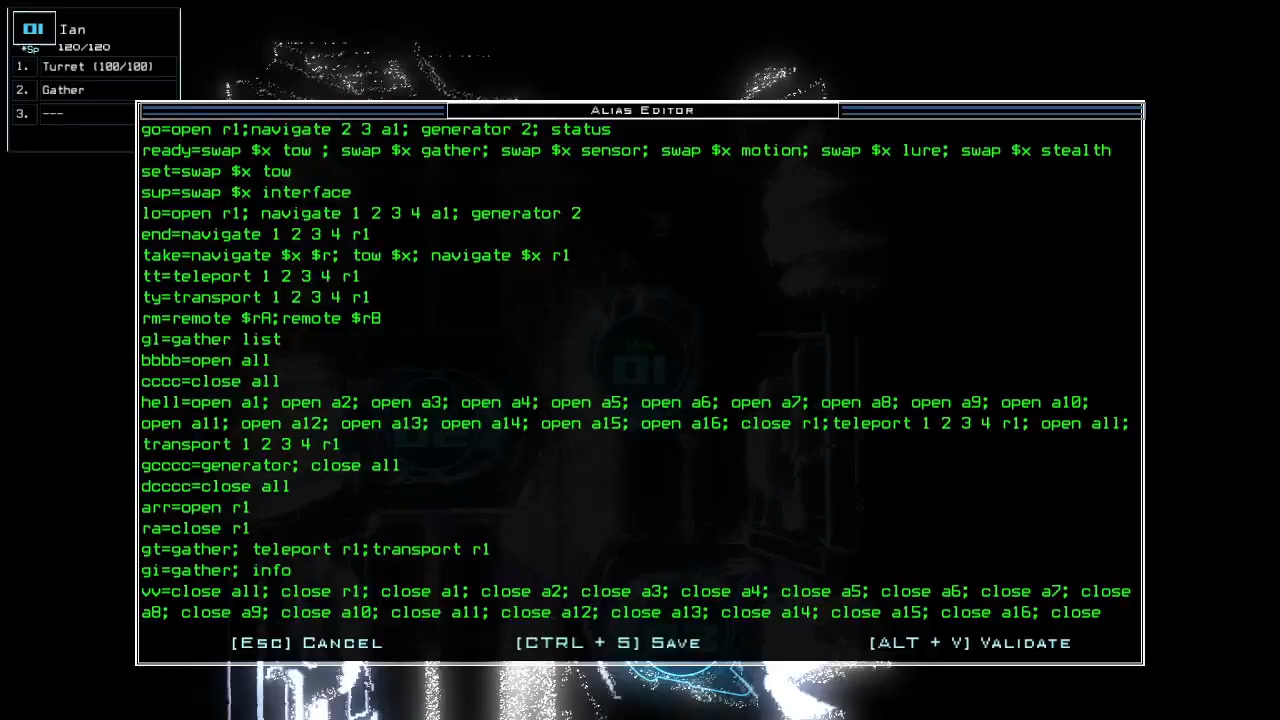 01 Ian
*Sp 120/120
1. Turret (100/100)
2. Gather
3. ---
Alias Editor
go=open r1;navigate 2 3 a1; generator 2; status
ready=swap $x tow ; swap $x gather; swap $x sensor; swap $x motion; swap $x lure; swap $x stealth
set=swap $x tow
sup=swap $x interface
lo=open r1; navigate 1 2 3 4 a1; generator 2
end=navigate 1 2 3 4 r1
take=navigate $x $r; tow $x; navigate $x r1
tt=teleport 1 2 3 4 r1
ty=transport 1 2 3 4 r1
rm=remote $rA;remote $rB
gl=gather list
bbbb=open all
cccc=close all
hell=open a1; open a2; open a3; open a4; open a5; open a6; open a7; open a8; open a9; open a10;
open a11; open a12; open a13; open a14; open a15; open a16; close r1;teleport 1 2 3 4 r1; open all;
transport 1 2 3 4 r1
gcccc=generator; close all
dcccc=close all
arr=open r1
ra=close r1
gt=gather; teleport r1;transport r1
gi=gather; info
vv=close all; close r1; close a1; close a2; close a3; close a4; close a5; close a6; close a7; close
a8; close a9; close a10; close a11; close a12; close a13; close a14; close a15; close a16; close
[Esc] Cancel [CTRL + S] Save [ALT + V] Validate